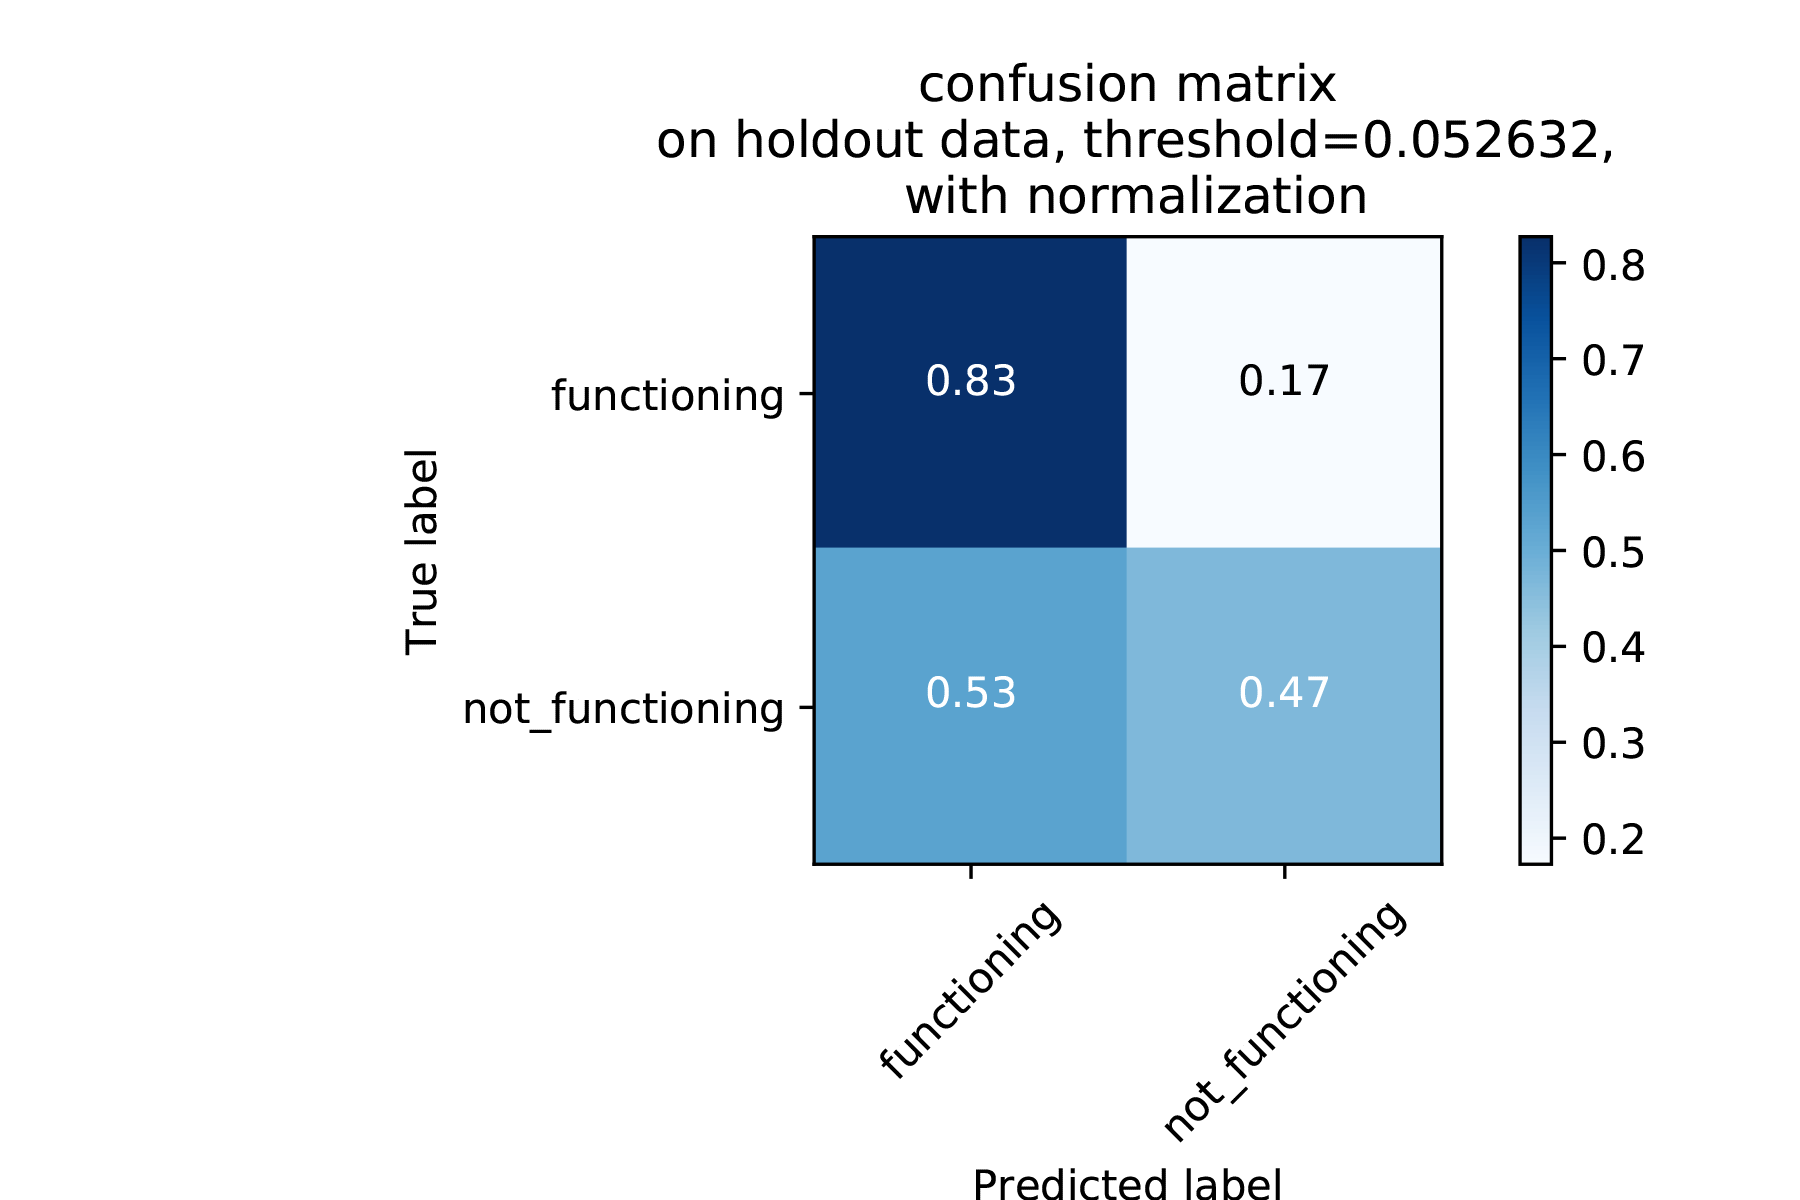 confusion matrix
on holdout data, threshold=0.052632,
with normalization
True label
functioning
not_functioning
0.83
0.17
0.53
0.47
functioning
not_functioning
Predicted label
0.8
0.7
0.6
0.5
0.4
0.3
0.2